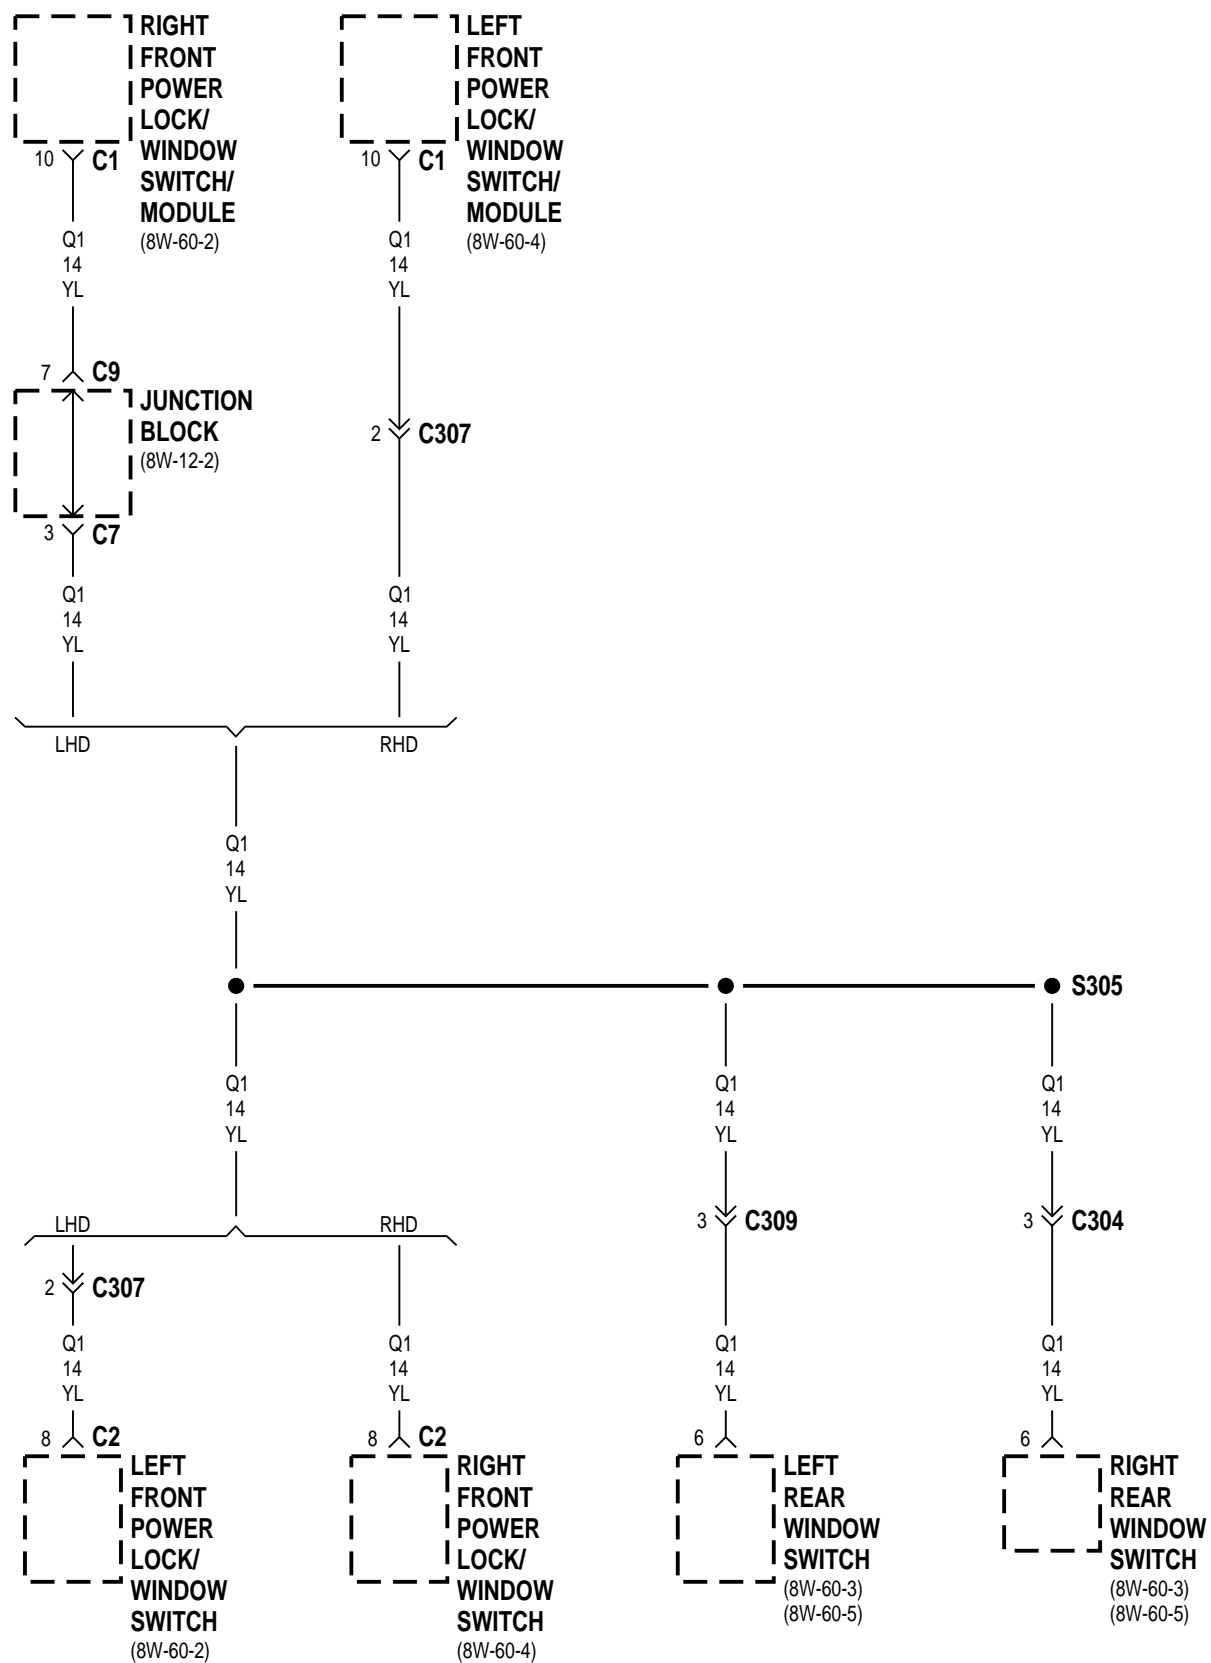 RIGHT
FRONT
POWER
LOCK/
WINDOW
SWITCH/
MODULE
(8W-60-2)
10
C1
Q1
14
YL
LEFT
FRONT
POWER
LOCK/
WINDOW
SWITCH/
MODULE
(8W-60-4)
10
C1
Q1
14
YL
7
C9
JUNCTION
BLOCK
(8W-12-2)
3
C7
2
C307
Q1
14
YL
Q1
14
YL
LHD
RHD
Q1
14
YL
S305
Q1
14
YL
Q1
14
YL
Q1
14
YL
LHD
RHD
3
C309
3
C304
2
C307
Q1
14
YL
Q1
14
YL
Q1
14
YL
Q1
14
YL
8
C2
LEFT
FRONT
POWER
LOCK/
WINDOW
SWITCH
(8W-60-2)
8
C2
RIGHT
FRONT
POWER
LOCK/
WINDOW
SWITCH
(8W-60-4)
6
LEFT
REAR
WINDOW
SWITCH
(8W-60-3)
(8W-60-5)
6
RIGHT
REAR
WINDOW
SWITCH
(8W-60-3)
(8W-60-5)